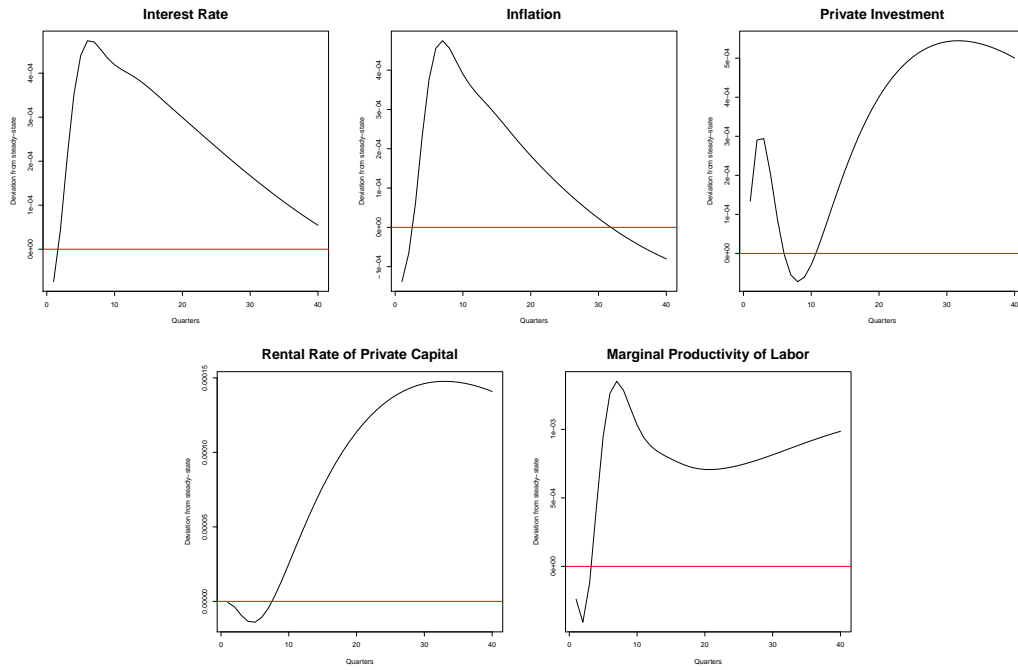 Interest Rate
Deviation from steady−state
0e+00 1e−04 2e−04 3e−04 4e−04
0 10 20 30 40
Quarters
Inflation
Deviation from steady−state
−1e−04 0e+00 1e−04 2e−04 3e−04 4e−04
0 10 20 30 40
Quarters
Private Investment
Deviation from steady−state
0e+00 1e−04 2e−04 3e−04 4e−04 5e−04
0 10 20 30 40
Quarters
Rental Rate of Private Capital
Deviation from steady−state
0.00000 0.00005 0.00010 0.00015
0 10 20 30 40
Quarters
Marginal Productivity of Labor
Deviation from steady−state
0e+00 5e−04 1e−03
0 10 20 30 40
Quarters